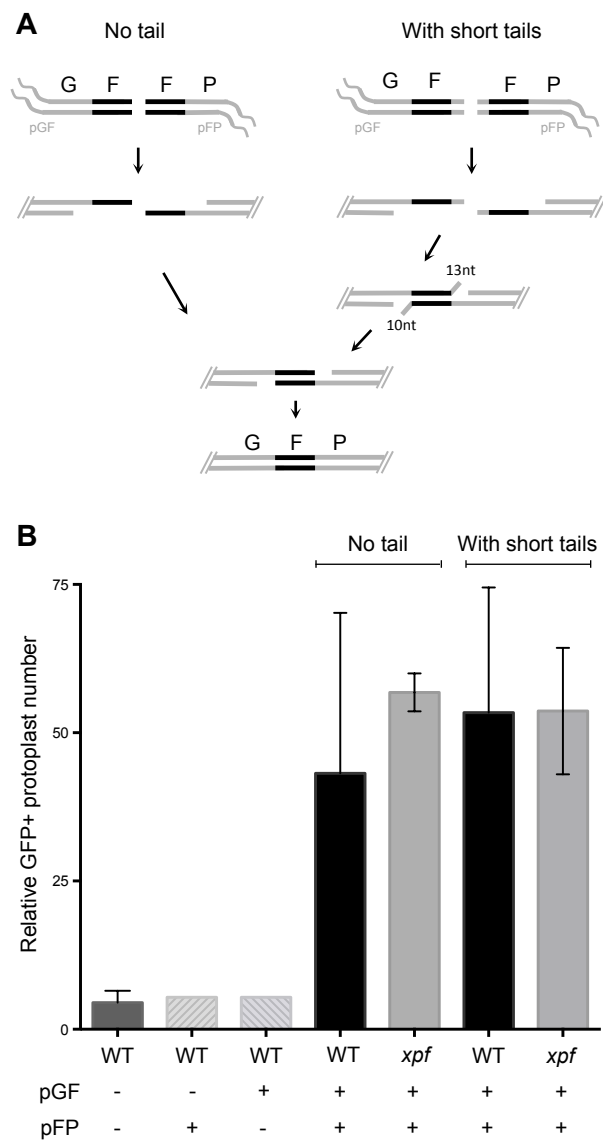 A
No tail
With short tails
G F F P
G F F P
pGF pFP
pGF pFP
13nt
10nt
G F P
B
No tail
With short tails
Relative GFP+ protoplast number
75
50
25
0
WT WT WT WT xpf WT xpf
pGF - - + + + + +
pFP - + - + + + +